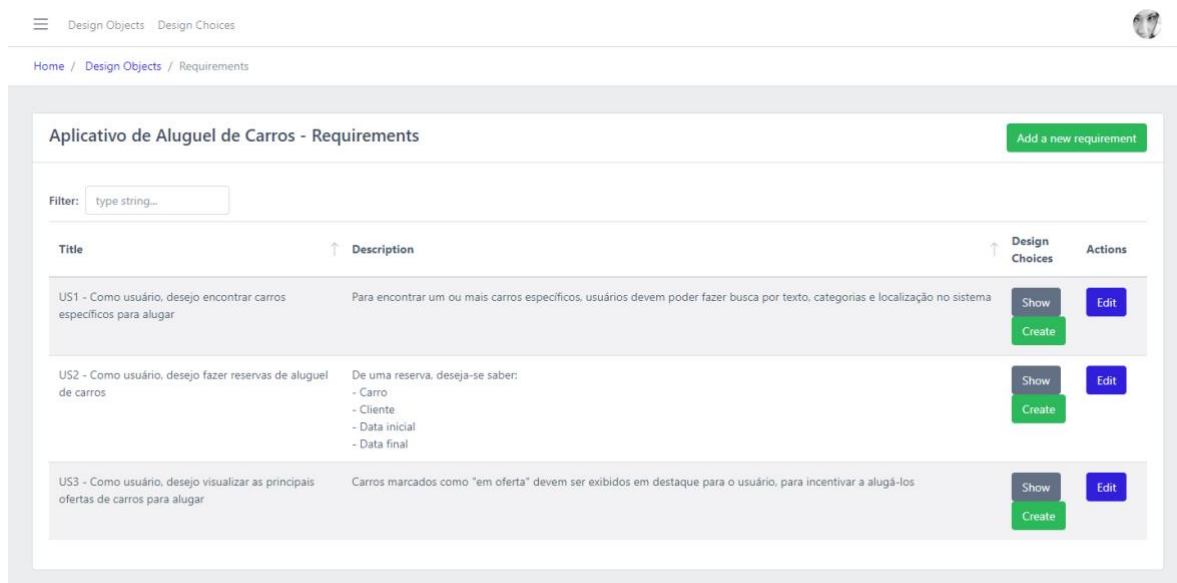 Design Objects Design Choices
Home / Design Objects / Requirements
Aplicativo de Aluguel de Carros - Requirements
Add a new requirement
Filter: type string...
Title
Description
Design
Choices
Actions
US1 - Como usuário, desejo encontrar carros
específicos para alugar
Para encontrar um ou mais carros específicos, usuários devem poder fazer busca por texto, categorias e localização no sistema
Show
Create
Edit
US2 - Como usuário, desejo fazer reservas de aluguel
de carros
De uma reserva, deseja-se saber:
- Carro
- Cliente
- Data inicial
- Data final
Show
Create
Edit
US3 - Como usuário, desejo visualizar as principais
ofertas de carros para alugar
Carros marcados como "em oferta" devem ser exibidos em destaque para o usuário, para incentivar a alugá-los
Show
Create
Edit